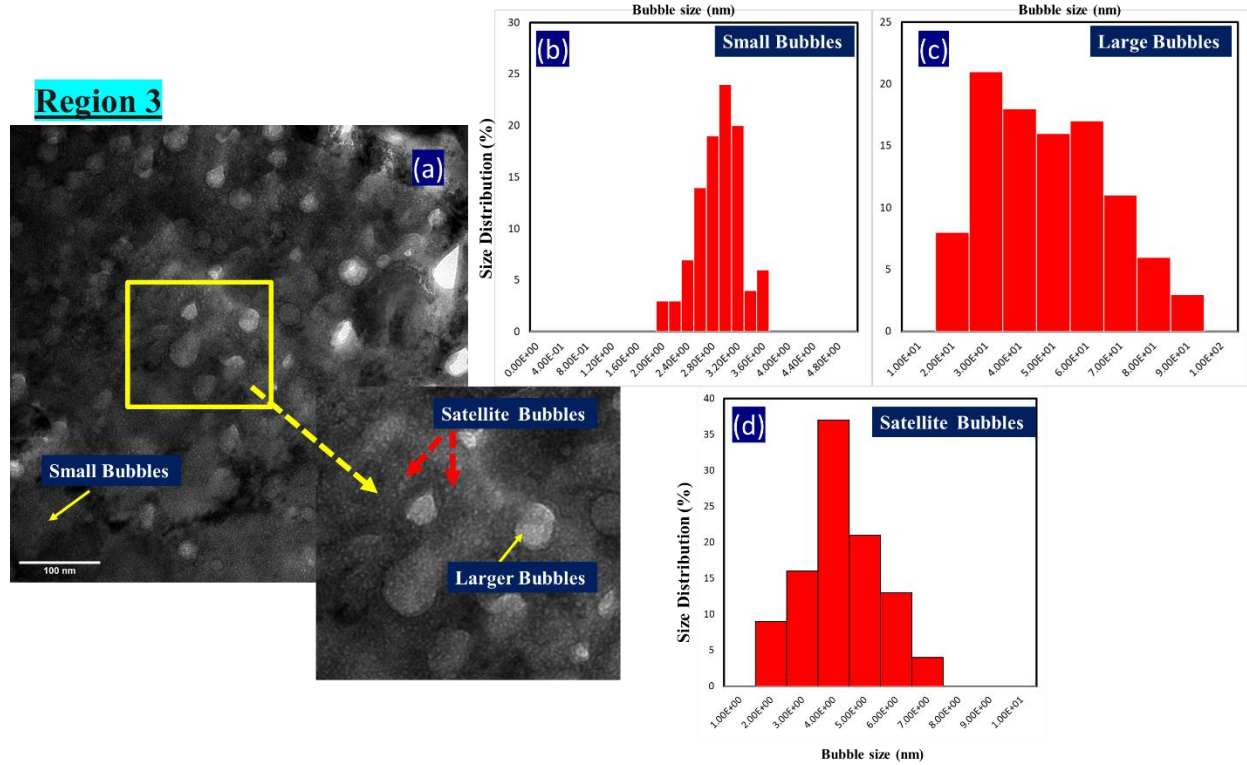 Region 3
(a)
Small Bubbles
100 nm
Satellite Bubbles
Larger Bubbles
Bubble size (nm)
(b)
Small Bubbles
Size Distribution (%)
30
25
20
15
10
5
0
0.00E+00
4.00E-01
8.00E-01
1.20E+00
1.60E+00
2.00E+00
2.40E+00
2.80E+00
3.20E+00
3.60E+00
4.80E+00
Bubble size (nm)
(c)
Large Bubbles
25
20
15
10
5
0
1.00E+01
2.00E+01
3.00E+01
4.00E+01
5.00E+01
6.00E+01
7.00E+01
8.00E+01
9.00E+01
1.00E+02
(d)
Satellite Bubbles
Size Distribution (%)
40
35
30
25
20
15
10
5
0
1.00E+00
2.00E+00
3.00E+00
4.00E+00
5.00E+00
6.00E+00
7.00E+00
8.00E+00
9.00E+00
1.00E+01
Bubble size (nm)